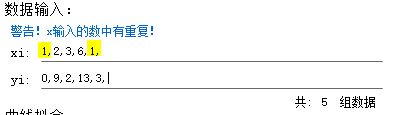 数据输入：
警告！x输入的数中有重复！
xi: 1,2,3,6,1,
yi: 0,9,2,13,3,
共: 5 组数据